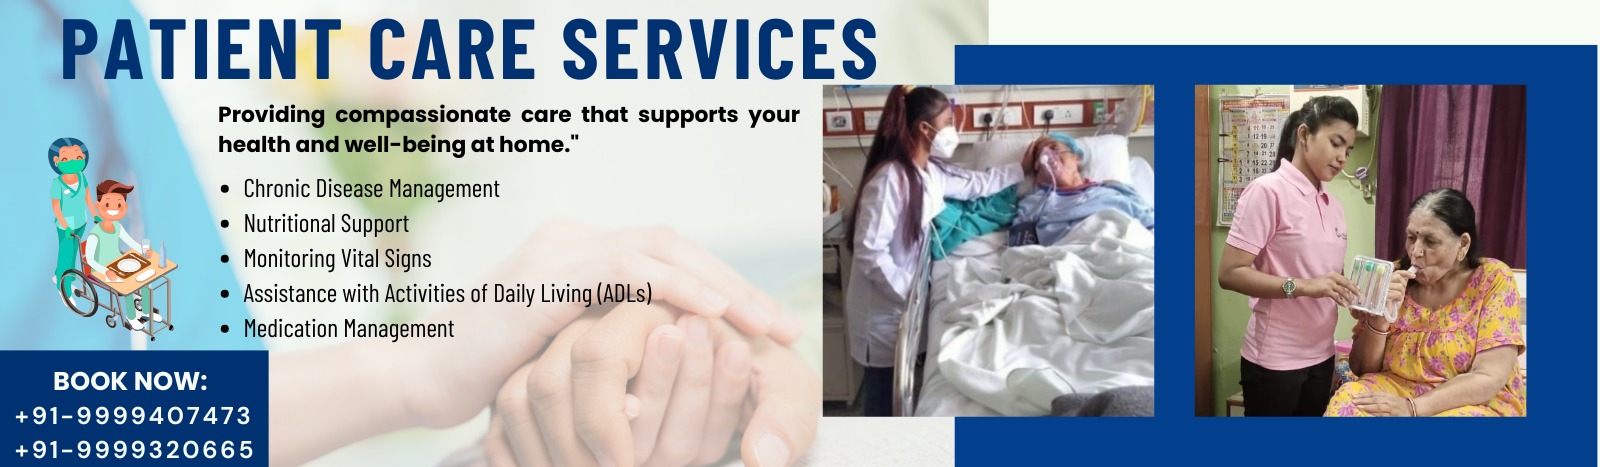 PATIENT CARE SERVICES
Providing compassionate care that supports your
health and well-being at home."
• Chronic Disease Management
• Nutritional Support
• Monitoring Vital Signs
• Assistance with Activities of Daily Living (ADLs)
• Medication Management
BOOK NOW:
+91-9999407473
+91-9999320665